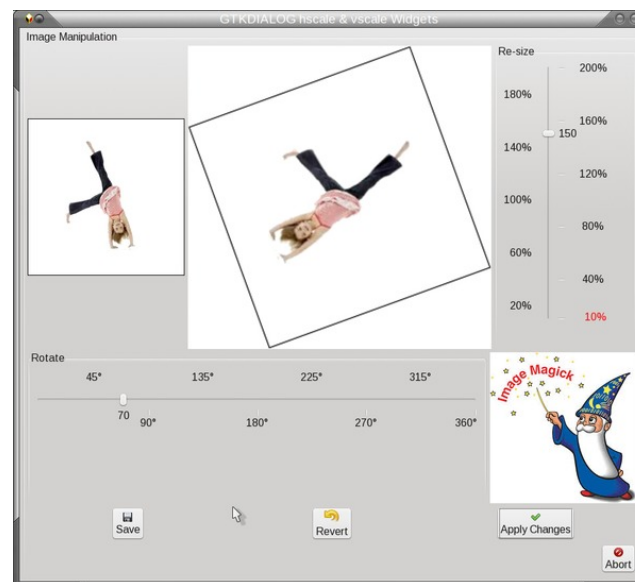 GTKDIALOG hscale & vscale Widgets
Image Manipulation
Re-size
200%
180%
160%
150
140%
120%
100%
80%
60%
40%
20%
10%
Rotate
45° 135° 225° 315°
70
90° 180° 270° 360°
Image Magick
Save
Revert
Apply Changes
Abort